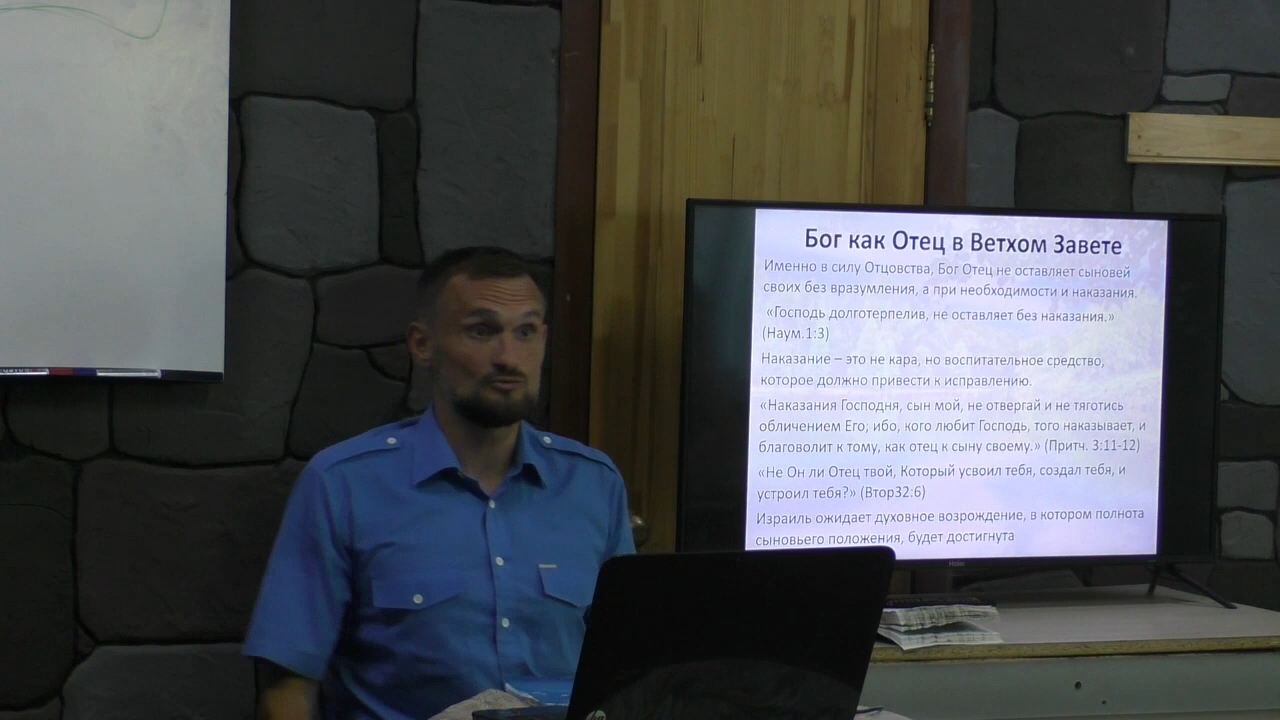 Бог как Отец в Ветхом Завете
Именно в силу Отцовства, Бог Отец не оставляет сыновей
своих без вразумления, а при необходимости и наказания.
«Господь долготерпелив, не оставляет без наказания.»
(Наум.1:3)
Наказание – это не кара, но воспитательное средство,
которое должно привести к исправлению.
«Наказания Господня, сын мой, не отвергай и не тяготись
обличением Его; ибо, кого любит Господь, того наказывает, и
благоволит к тому, как отец к сыну своему.» (Притч. 3:11-12)
«Не Он ли Отец твой, Который усвоил тебя, создал тебя, и
устроил тебя?» (Втор32:6)
Израиль ожидает духовное возрождение, в котором полнота
сыновьего положения, будет достигнута
Haier
hp